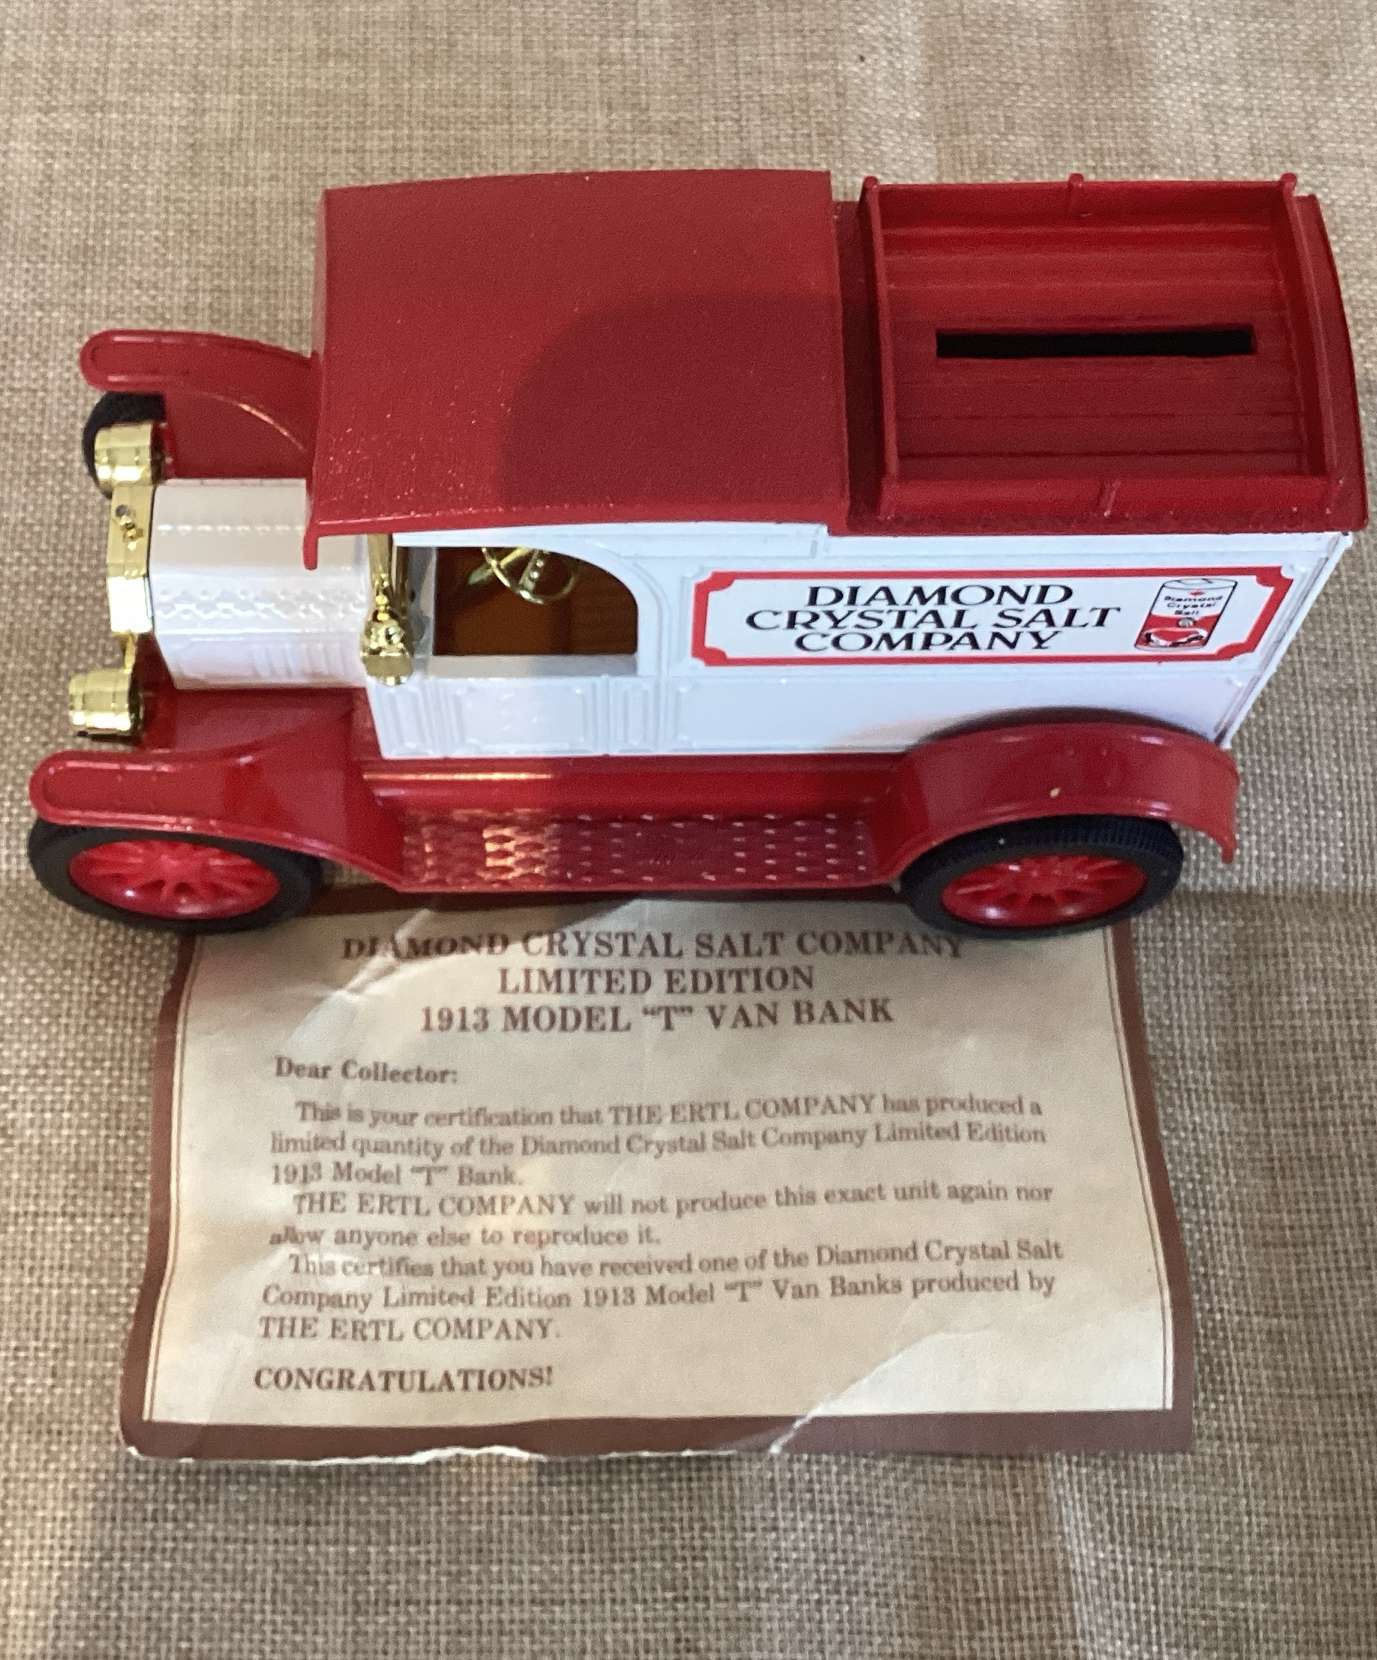 DIAMOND
CRYSTAL SALT
COMPANY
Diamond
Crystal
Salt
DIAMOND CRYSTAL SALT COMPANY
LIMITED EDITION
1913 MODEL “T” VAN BANK
Dear Collector:
This is your certification that THE ERTL COMPANY has produced a
limited quantity of the Diamond Crystal Salt Company Limited Edition
1913 Model “T” Bank.
THE ERTL COMPANY will not produce this exact unit again nor
allow anyone else to reproduce it.
This certifies that you have received one of the Diamond Crystal Salt
Company Limited Edition 1913 Model “T” Van Banks produced by
THE ERTL COMPANY.
CONGRATULATIONS!